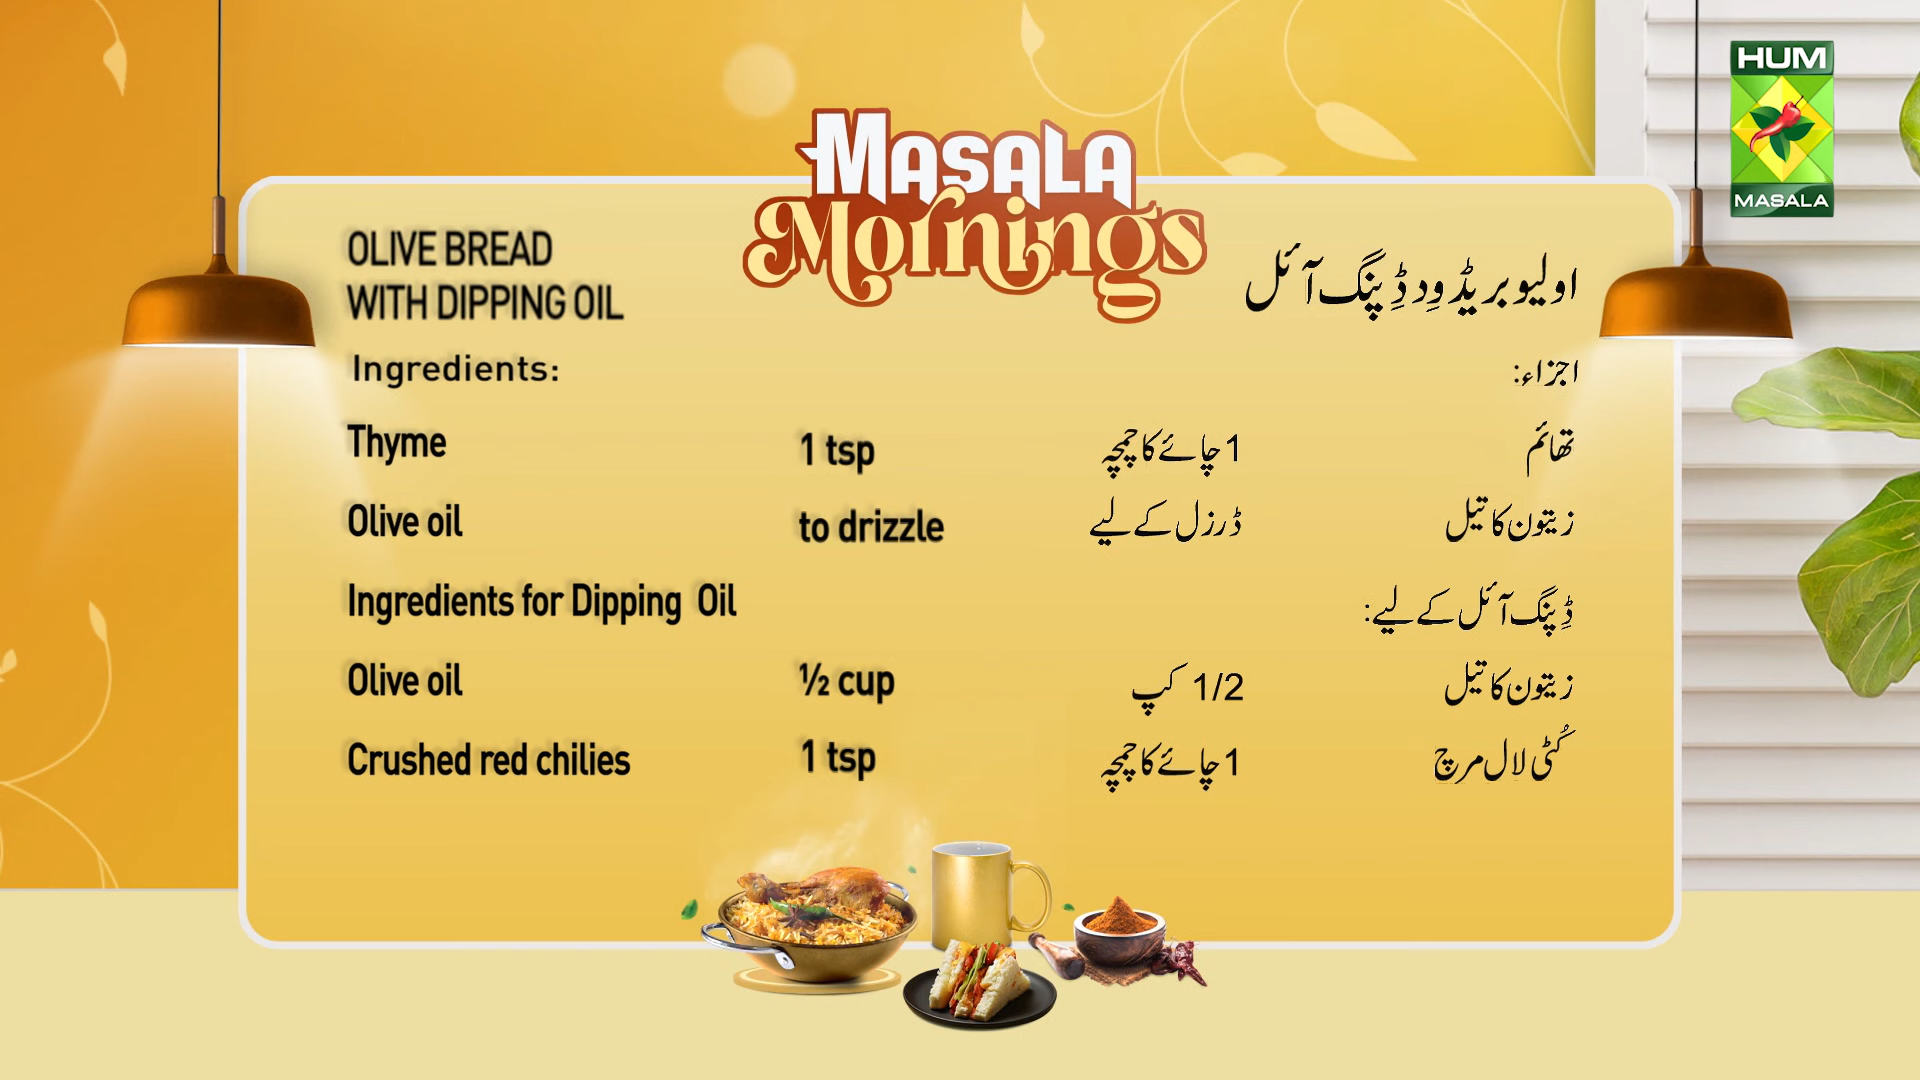 HUM
MASALA
MASALA
Mornings
OLIVE BREAD
WITH DIPPING OIL
اولیو بریڈ وِد ڈِپنگ آئل
Ingredients:
اجزاء:
Thyme 1 tsp 1 چائے کا چمچہ تھائم
Olive oil to drizzle ڈرزل کے لیے زیتون کا تیل
Ingredients for Dipping Oil ڈِپنگ آئل کے لیے:
Olive oil ½ cup 1/2 کپ زیتون کا تیل
Crushed red chilies 1 tsp 1 چائے کا چمچہ کُٹی لال مرچ